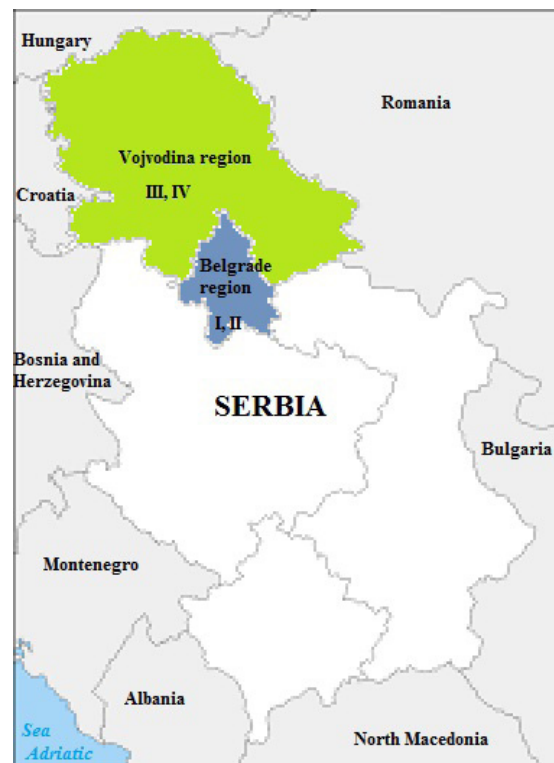 Hungary
Romania
Vojvodina region
III, IV
Croatia
Belgrade
region
I, II
Bosnia and
Herzegovina
SERBIA
Bulgaria
Montenegro
Albania
Sea
Adriatic
North Macedonia